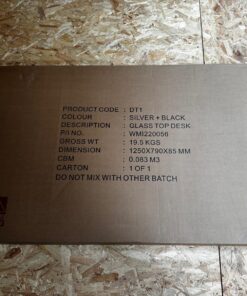 PRODUCT CODE : DT1
COLOUR : SILVER + BLACK
DESCRIPTION : GLASS TOP DESK
P/I NO. : WMI220056
GROSS WT : 19.5 KGS
DIMENSION : 1250X790X85 MM
CBM : 0.083 M3
CARTON : 1 OF 1
DO NOT MIX WITH OTHER BATCH